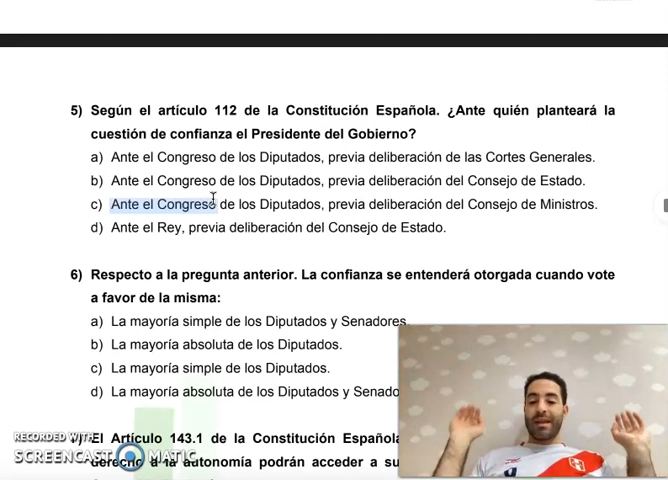 5) Según el artículo 112 de la Constitución Española. ¿Ante quién planteará la
cuestión de confianza el Presidente del Gobierno?
a) Ante el Congreso de los Diputados, previa deliberación de las Cortes Generales.
b) Ante el Congreso de los Diputados, previa deliberación del Consejo de Estado.
c) Ante el Congreso de los Diputados, previa deliberación del Consejo de Ministros.
d) Ante el Rey, previa deliberación del Consejo de Estado.
6) Respecto a la pregunta anterior. La confianza se entenderá otorgada cuando vote
a favor de la misma:
a) La mayoría simple de los Diputados y Senadores.
b) La mayoría absoluta de los Diputados.
c) La mayoría simple de los Diputados.
d) La mayoría absoluta de los Diputados y Senado
7) El Artículo 143.1 de la Constitución Española
derecho a la autonomía podrán acceder a su
RECORDED WITH
SCREENCAST MATIC